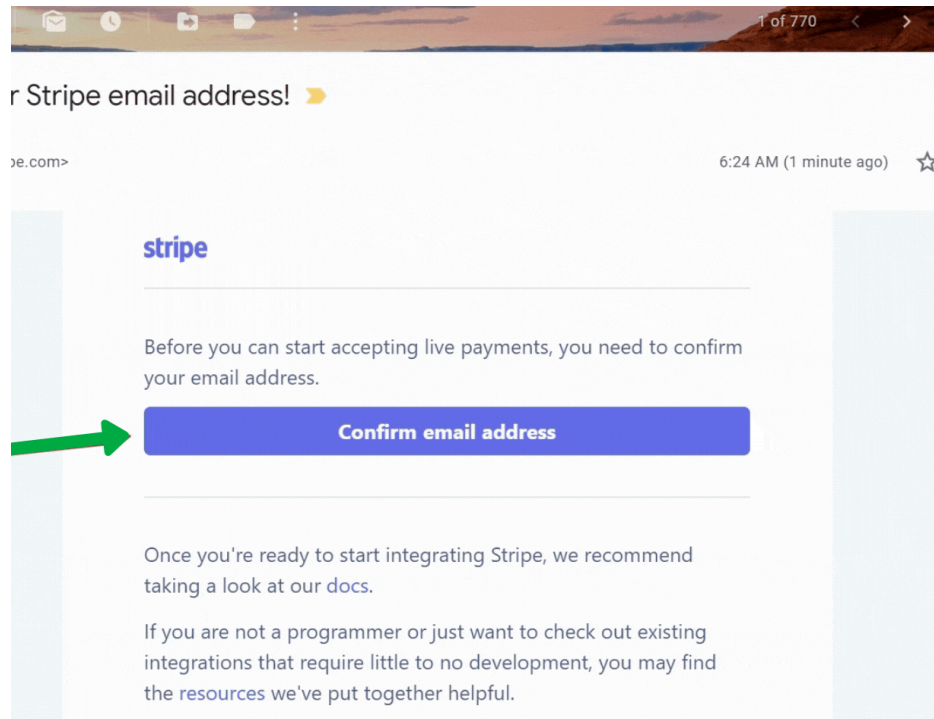 1 of 770
r Stripe email address!
pe.com>
6:24 AM (1 minute ago)
stripe
Before you can start accepting live payments, you need to confirm
your email address.
Confirm email address
Once you're ready to start integrating Stripe, we recommend
taking a look at our docs.
If you are not a programmer or just want to check out existing
integrations that require little to no development, you may find
the resources we've put together helpful.